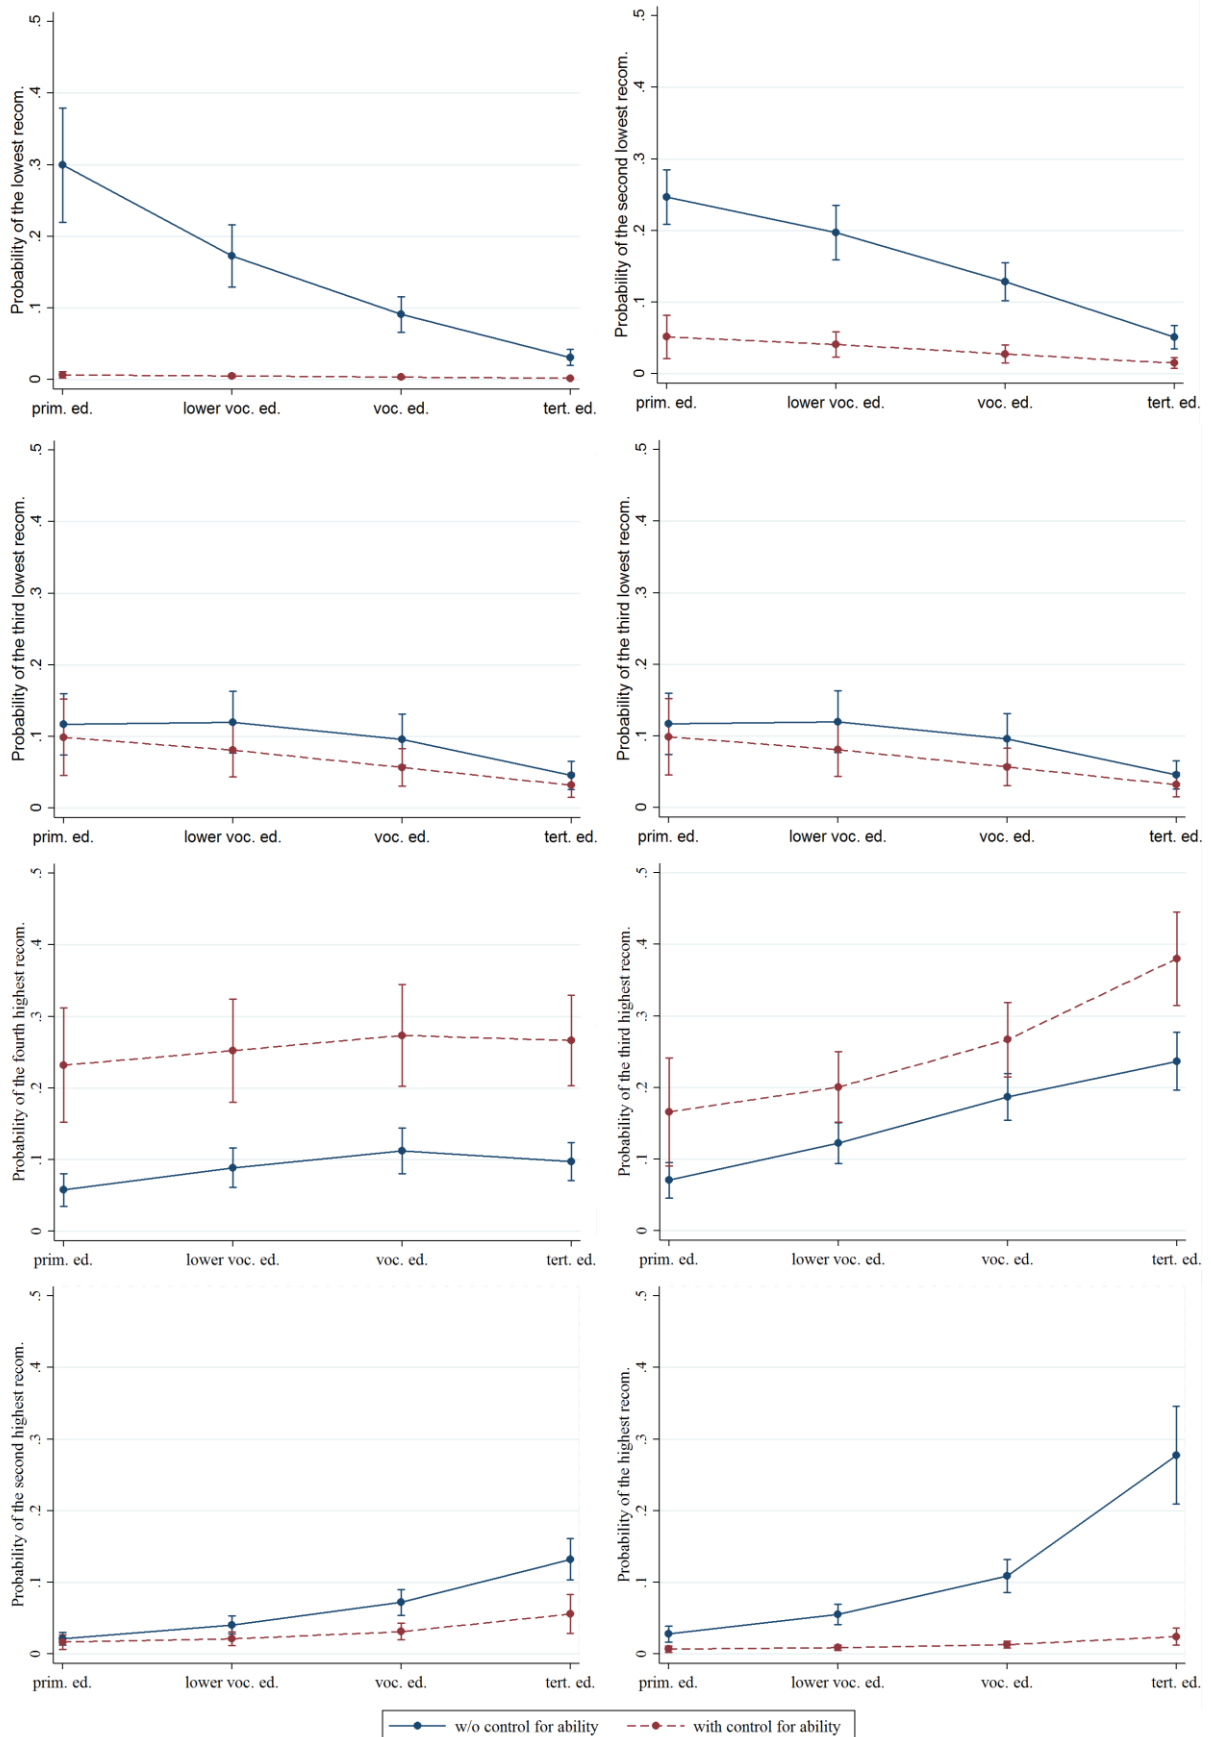 Probability of the lowest recom.
.5
.4
.3
.2
.1
0
prim. ed. lower voc. ed. voc. ed. tert. ed.
Probability of the second lowest recom.
.5
.4
.3
.2
.1
0
prim. ed. lower voc. ed. voc. ed. tert. ed.
Probability of the third lowest recom.
.5
.4
.3
.2
.1
0
prim. ed. lower voc. ed. voc. ed. tert. ed.
Probability of the third lowest recom.
.5
.4
.3
.2
.1
0
prim. ed. lower voc. ed. voc. ed. tert. ed.
Probability of the fourth highest recom.
.5
.4
.3
.2
.1
0
prim. ed. lower voc. ed. voc. ed. tert. ed.
Probability of the third highest recom.
.5
.4
.3
.2
.1
0
prim. ed. lower voc. ed. voc. ed. tert. ed.
Probability of the second highest recom.
.5
.4
.3
.2
.1
0
prim. ed. lower voc. ed. voc. ed. tert. ed.
Probability of the highest recom.
.5
.4
.3
.2
.1
0
prim. ed. lower voc. ed. voc. ed. tert. ed.
w/o control for ability with control for ability